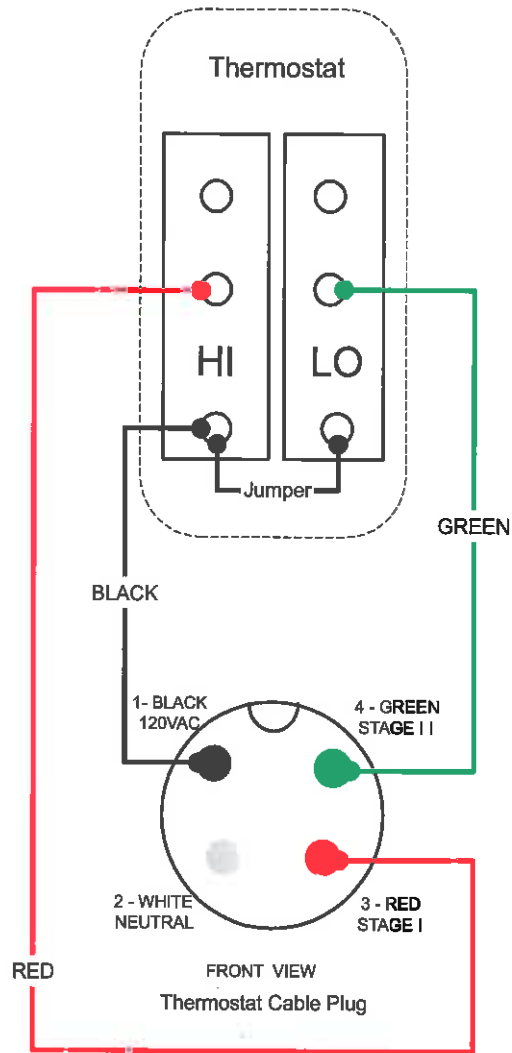 Thermostat
HI
LO
Jumper
GREEN
BLACK
1- BLACK
120VAC
4 - GREEN
STAGE I I
2 - WHITE
NEUTRAL
3 - RED
STAGE I
RED
FRONT VIEW
Thermostat Cable Plug